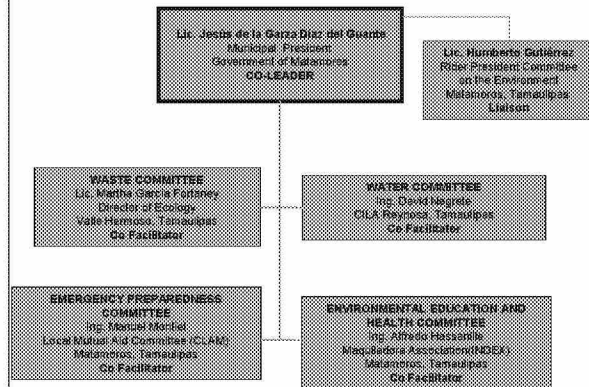 Lic. Jesús de la Garza Díaz del Guante
Municipal President
Government of Matamoros
CO-LEADER
Lic. Humberto Gutiérrez
Rider President Committee
on the Environment
Matamoros, Tamaulipas
Liaison
WASTE COMMITTEE
Lic. Martha García
Director of Ecology
Valle Hermoso, Tamaulipas
Co Facilitator
WATER COMMITTEE
Ing. David Negrete
CILA Reynosa, Tamaulipas
Co Facilitator
EMERGENCY PREPAREDNESS
COMMITTEE
Ing. Manuel
Local Mutual Aid Committee (CLAM)
Matamoros, Tamaulipas
Co Facilitator
ENVIRONMENTAL EDUCATION AND
HEALTH COMMITTEE
Ing. Alfredo
Maquiladora Association(INDEX)
Matamoros, Tamaulipas
Co Facilitator